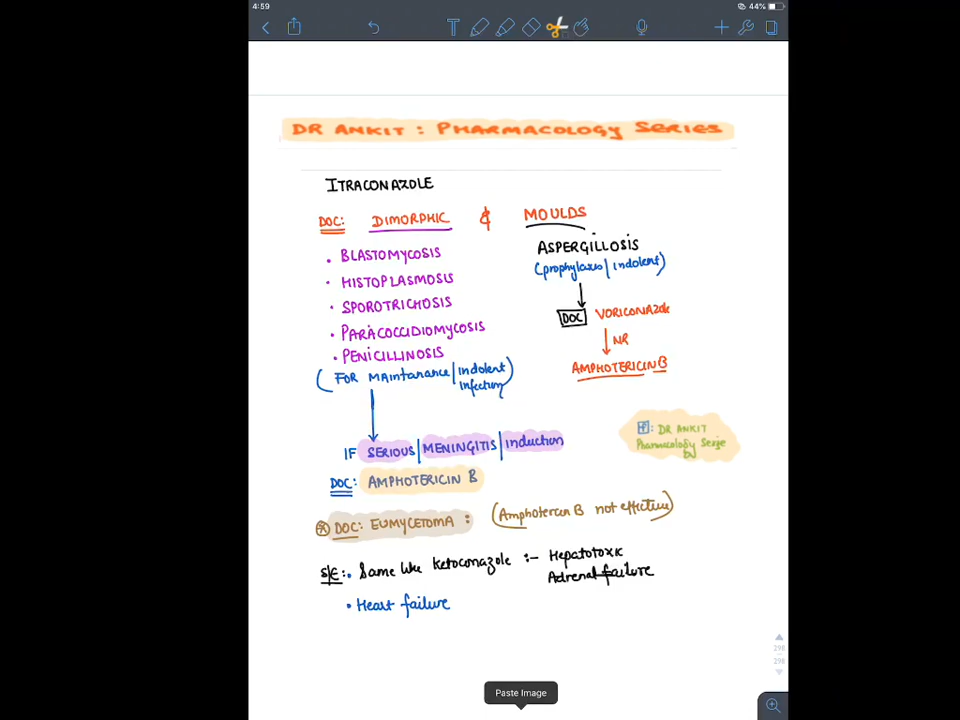 4:59
44%
DR ANKIT : PHARMACOLOGY SERIES
ITRACONAZOLE
DOC: DIMORPHIC & MOULDS
• BLASTOMYCOSIS
• HISTOPLASMOSIS
• SPOROTRICHOSIS
• PARACOCCIDIOMYCOSIS
• PENICILLINOSIS
(FOR Maintanance/Indolent infection)
ASPERGILLOSIS
(prophylaxis/Indolent)
DOC VORICONAZole
NR
AMPHOTERICIN B
IF SERIOUS/MENINGITIS/Induction
DOC: AMPHOTERICIN B
f: DR ANKIT
Pharmacology Series
DOC: EUMYCETOMA : (Amphotercin B not effective)
S/E: • Same like ketoconazole :- Hepatotoxic
Adrenal failure
• Heart failure
298
298
Paste Image